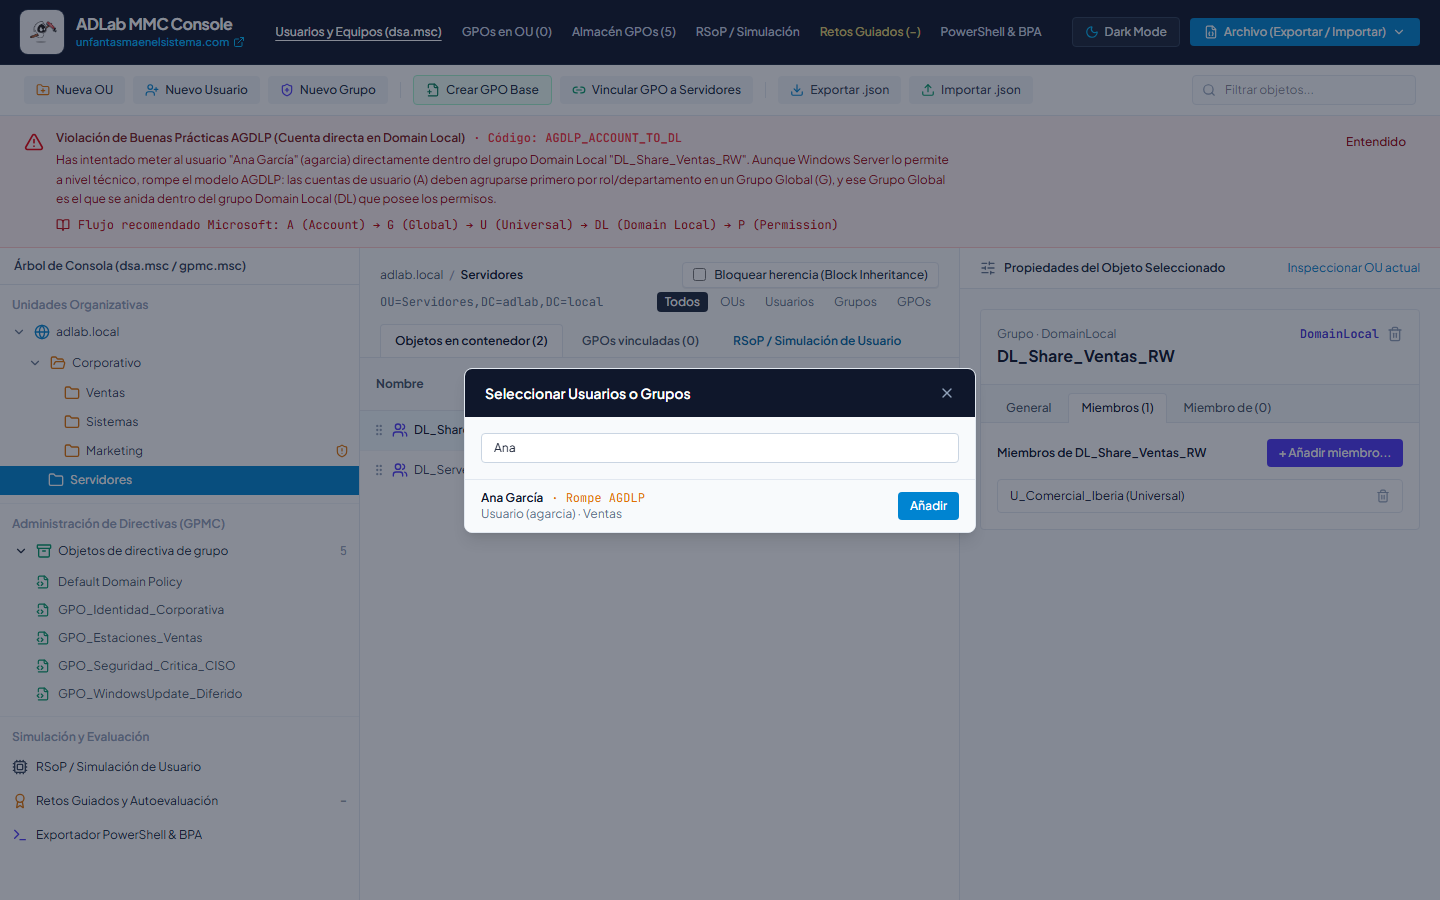 ADLab MMC Console
unfantasmaenelsistema.com
Usuarios y Equipos (dsa.msc)
GPOs en OU (0)
Almacén GPOs (5)
RSoP / Simulación
Retos Guiados (–)
PowerShell & BPA
Dark Mode
Archivo (Exportar / Importar)
Nueva OU
Nuevo Usuario
Nuevo Grupo
Crear GPO Base
Vincular GPO a Servidores
Exportar .json
Importar .json
Filtrar objetos...
Violación de Buenas Prácticas AGDLP (Cuenta directa en Domain Local) · Código: AGDLP_ACCOUNT_TO_DL
Entendido
Has intentado meter al usuario "Ana García" (agarcia) directamente dentro del grupo Domain Local "DL_Share_Ventas_RW". Aunque Windows Server lo permite
a nivel técnico, rompe el modelo AGDLP: las cuentas de usuario (A) deben agruparse primero por rol/departamento en un Grupo Global (G), y ese Grupo Global
es el que se anida dentro del grupo Domain Local (DL) que posee los permisos.
Flujo recomendado Microsoft: A (Account) → G (Global) → U (Universal) → DL (Domain Local) → P (Permission)
Árbol de Consola (dsa.msc / gpmc.msc)
Unidades Organizativas
adlab.local
Corporativo
Ventas
Sistemas
Marketing
Servidores
Administración de Directivas (GPMC)
Objetos de directiva de grupo
5
Default Domain Policy
GPO_Identidad_Corporativa
GPO_Estaciones_Ventas
GPO_Seguridad_Critica_CISO
GPO_WindowsUpdate_Diferido
Simulación y Evaluación
RSoP / Simulación de Usuario
Retos Guiados y Autoevaluación
–
Exportador PowerShell & BPA
adlab.local / Servidores
Bloquear herencia (Block Inheritance)
OU=Servidores,DC=adlab,DC=local
Todos
OUs
Usuarios
Grupos
GPOs
Objetos en contenedor (2)
GPOs vinculadas (0)
RSoP / Simulación de Usuario
Nombre
DL_Shar
DL_Serve
Seleccionar Usuarios o Grupos
Ana
Ana García · Rompe AGDLP
Usuario (agarcia) · Ventas
Añadir
Propiedades del Objeto Seleccionado
Inspeccionar OU actual
Grupo · DomainLocal
DomainLocal
DL_Share_Ventas_RW
General
Miembros (1)
Miembro de (0)
Miembros de DL_Share_Ventas_RW
+ Añadir miembro...
U_Comercial_Iberia (Universal)